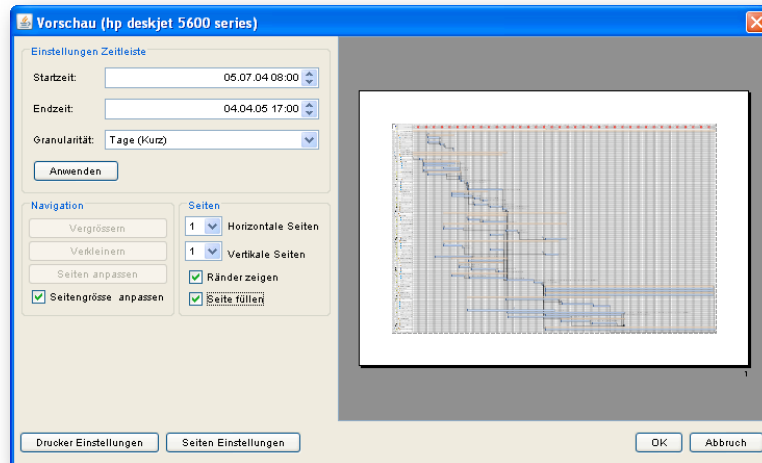 Vorschau (hp deskjet 5600 series)
Einstellungen Zeitleiste
Startzeit: 05.07.04 08:00
Endzeit: 04.04.05 17:00
Granularität: Tage (Kurz)
Anwenden
Navigation
Vergrössern
Verkleinern
Seiten anpassen
Seitengrösse anpassen
Seiten
1 Horizontale Seiten
1 Vertikale Seiten
Ränder zeigen
Seite füllen
1
Drucker Einstellungen
Seiten Einstellungen
OK
Abbruch